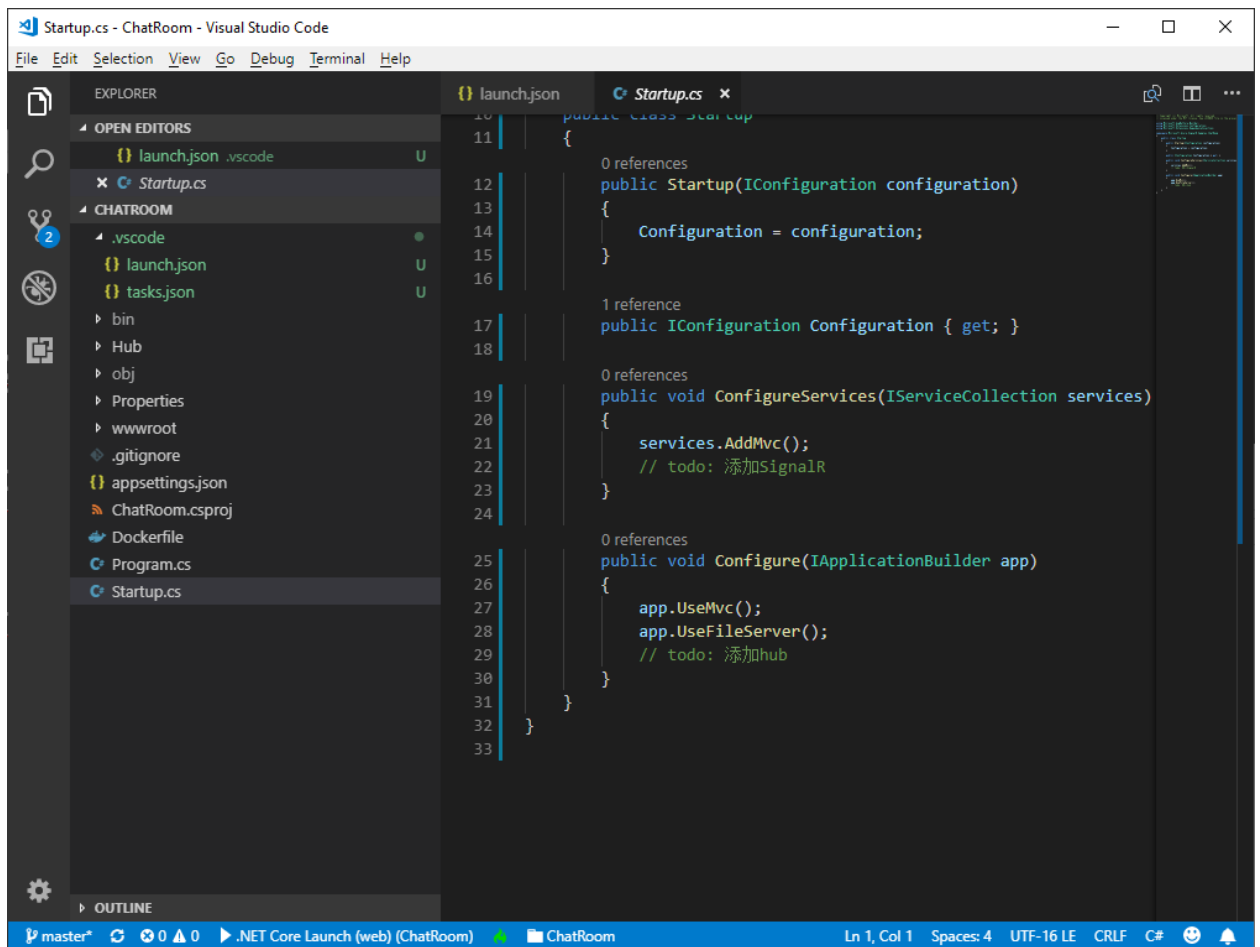 Startup.cs - ChatRoom - Visual Studio Code
File Edit Selection View Go Debug Terminal Help
EXPLORER
OPEN EDITORS
{} launch.json .vscode U
C# Startup.cs
CHATROOM
.vscode
{} launch.json U
{} tasks.json U
bin
Hub
obj
Properties
wwwroot
.gitignore
{} appsettings.json
ChatRoom.csproj
Dockerfile
C# Program.cs
C# Startup.cs
OUTLINE
2
{} launch.json C# Startup.cs
10 public class Startup
11 {
0 references
12 public Startup(IConfiguration configuration)
13 {
14 Configuration = configuration;
15 }
16
1 reference
17 public IConfiguration Configuration { get; }
18
0 references
19 public void ConfigureServices(IServiceCollection services)
20 {
21 services.AddMvc();
22 // todo: 添加SignalR
23 }
24
0 references
25 public void Configure(IApplicationBuilder app)
26 {
27 app.UseMvc();
28 app.UseFileServer();
29 // todo: 添加hub
30 }
31 }
32 }
33
master* 0 0 .NET Core Launch (web) (ChatRoom) ChatRoom Ln 1, Col 1 Spaces: 4 UTF-16 LE CRLF C#